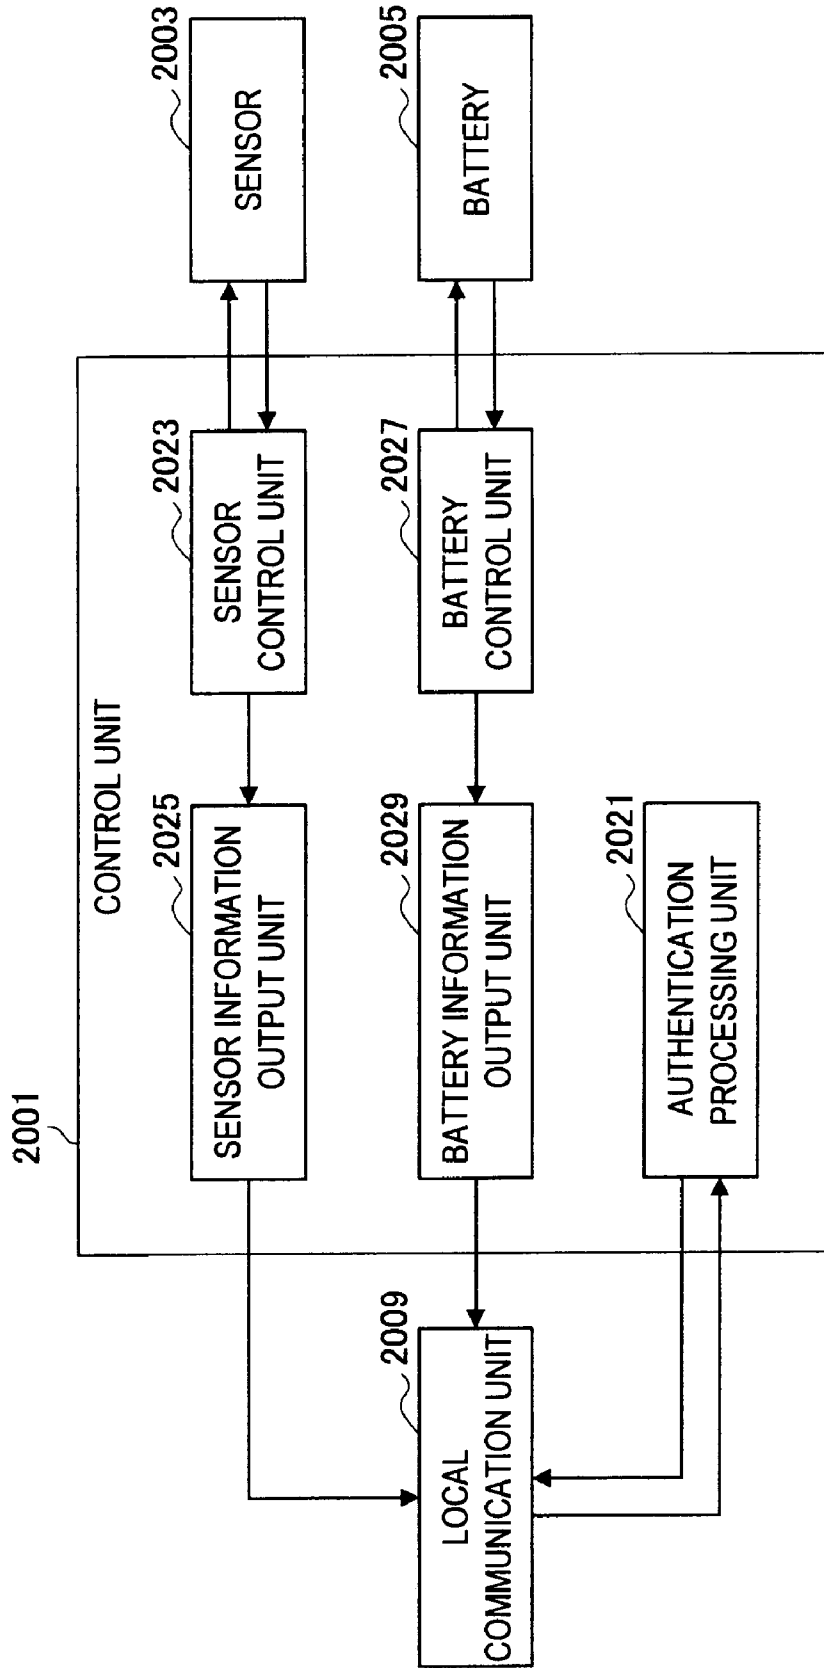 2001
CONTROL UNIT
2003
SENSOR
2023
SENSOR
CONTROL UNIT
2025
SENSOR INFORMATION
OUTPUT UNIT
2005
BATTERY
2027
BATTERY
CONTROL UNIT
2029
BATTERY INFORMATION
OUTPUT UNIT
2009
LOCAL
COMMUNICATION UNIT
2021
AUTHENTICATION
PROCESSING UNIT